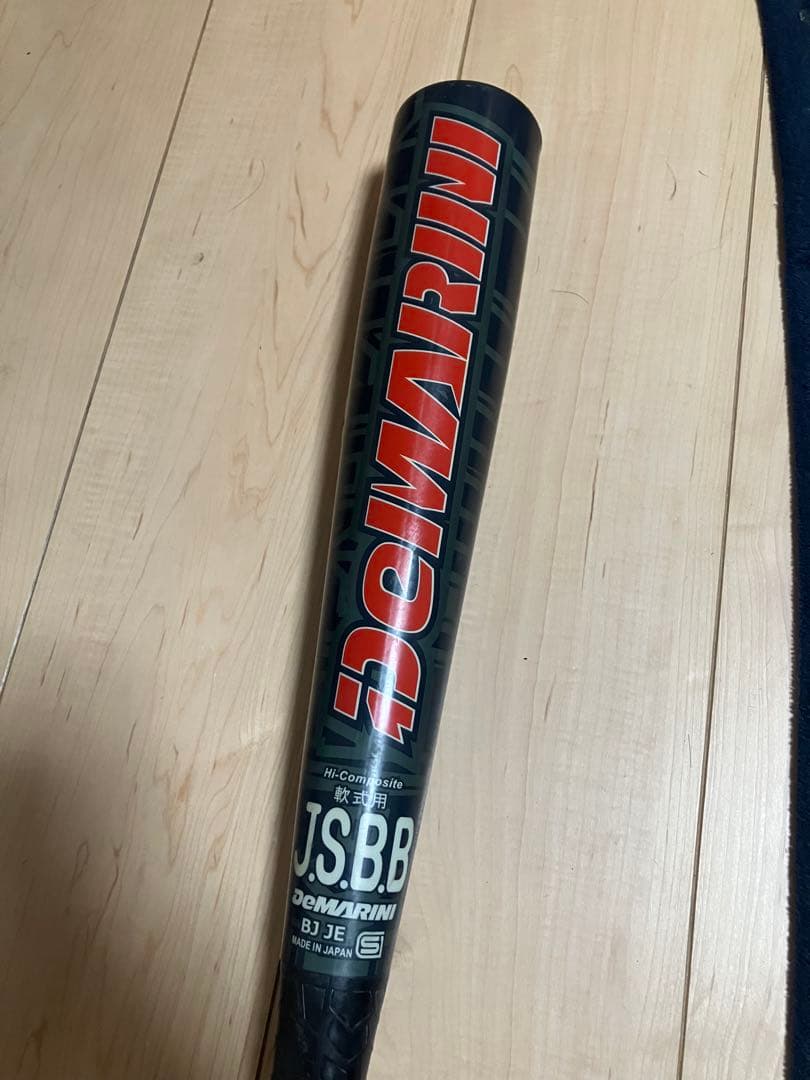 DeMARINI
Hi-Composite
軟式用
J.S.B.B
DeMARINI
BJ JE
MADE IN JAPAN S